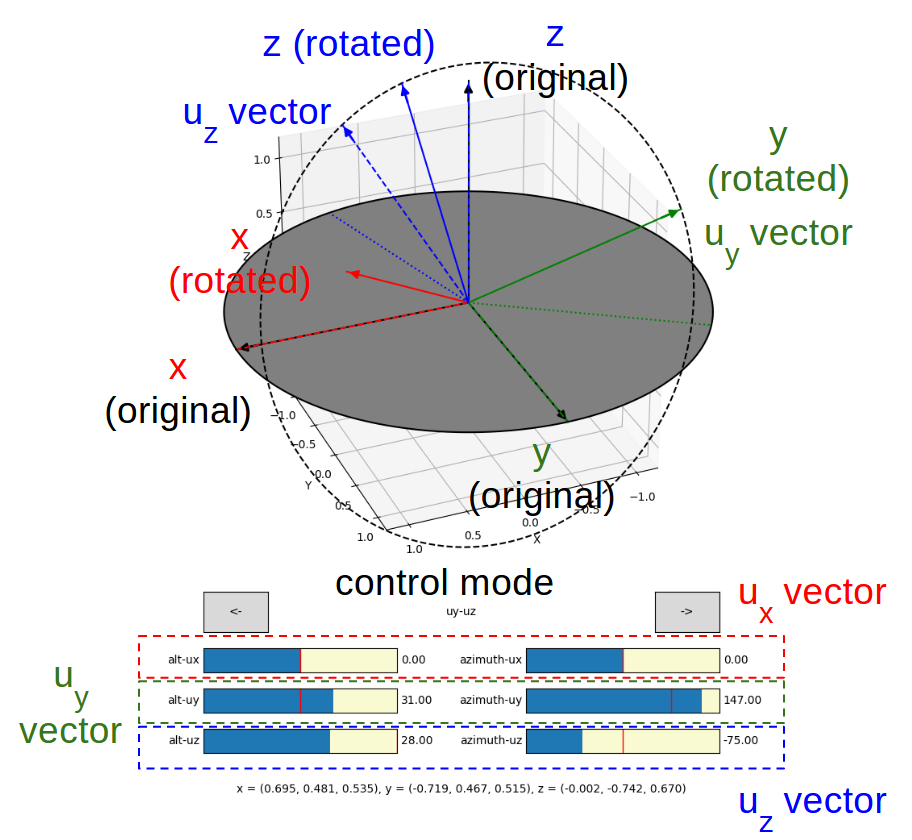 z (rotated)
z
(original)
u_z vector
y
(rotated)
u_y vector
1.0
0.5
x
z
(rotated)
x
(original)
−1.0
−0.5
0.0
Y
0.5
1.0
y
(original)
−1.0
−0.5
0.0
0.5
X
1.0
control mode
<-
uy-uz
->
u_x vector
alt-ux
0.00
azimuth-ux
0.00
u_y
vector
alt-uy
31.00
azimuth-uy
147.00
alt-uz
28.00
azimuth-uz
-75.00
x = (0.695, 0.481, 0.535), y = (-0.719, 0.467, 0.515), z = (-0.002, -0.742, 0.670)
u_z vector